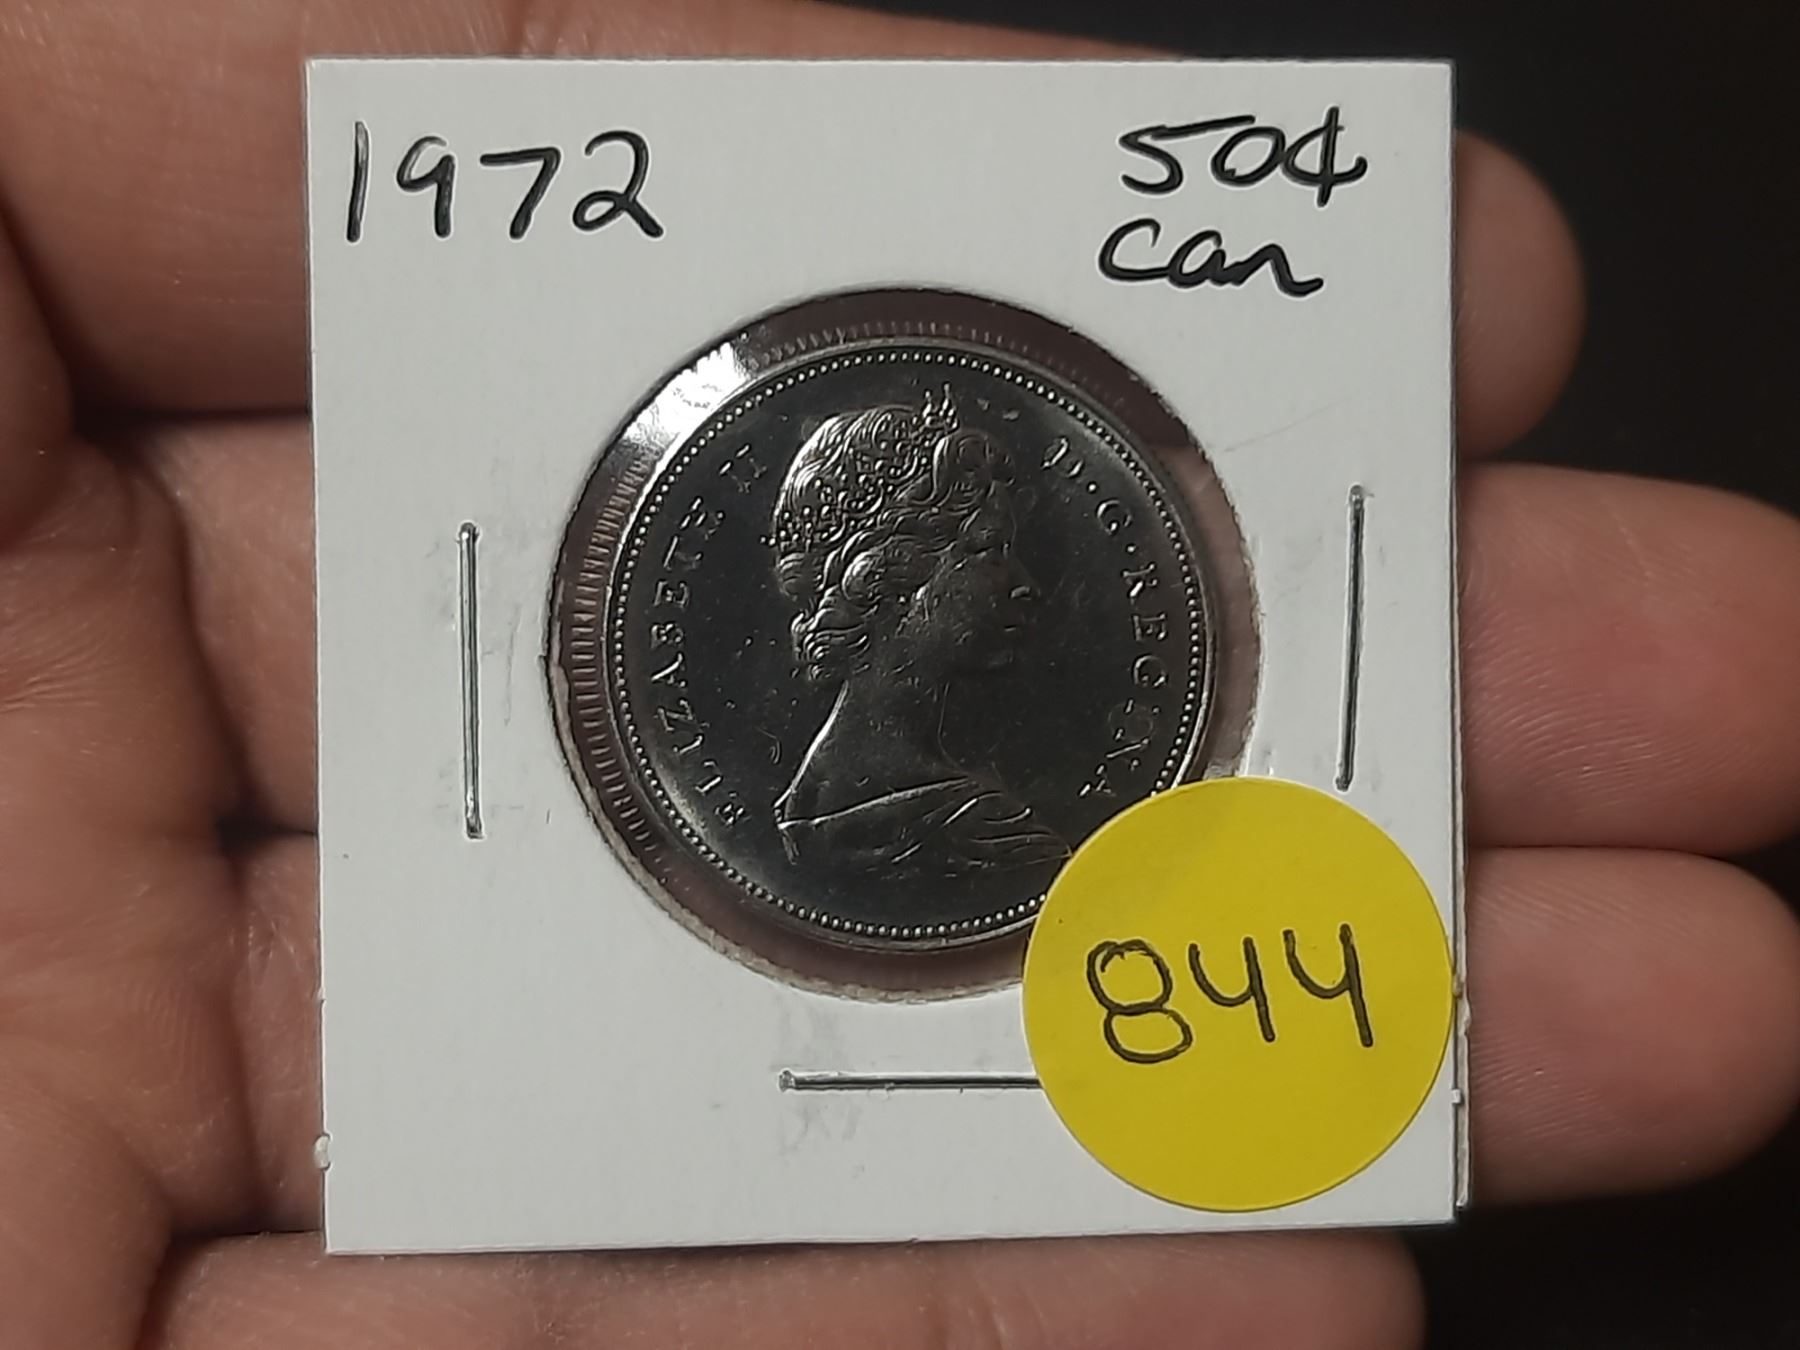 1972
50¢
can
ELIZABETH II D·G·REGINA
844